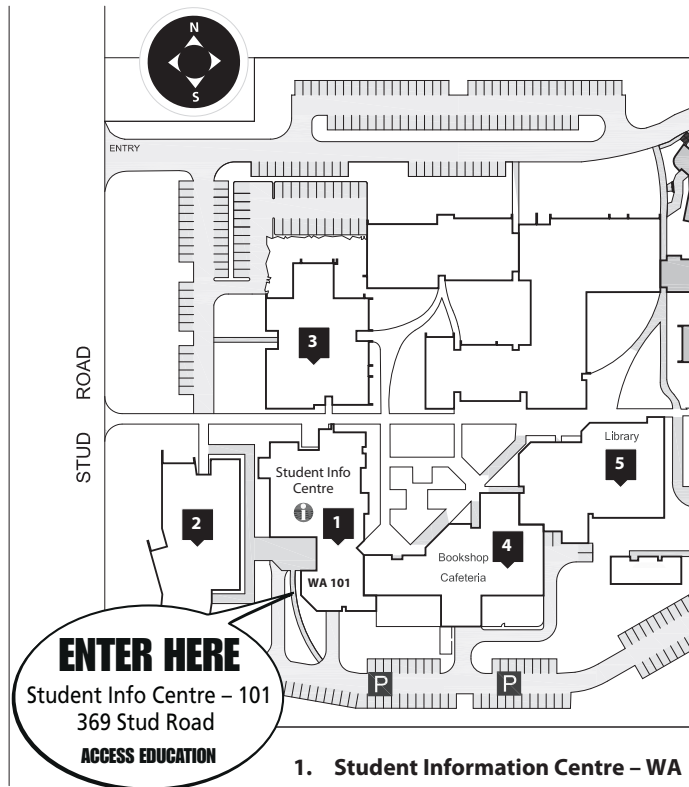 N
S
ENTRY
3
STUD ROAD
Library
5
Student Info
Centre
i
1
2
4
Bookshop
Cafeteria
WA 101
ENTER HERE
Student Info Centre – 101
369 Stud Road
ACCESS EDUCATION
P
P
1. Student Information Centre – WA